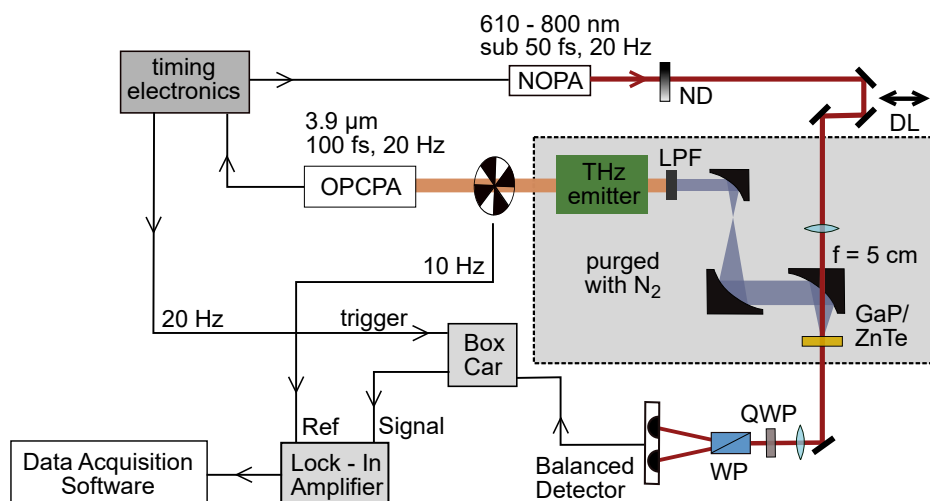 610 - 800 nm
sub 50 fs, 20 Hz
timing
electronics
NOPA
ND
DL
3.9 µm
100 fs, 20 Hz
OPCPA
THz
emitter
LPF
f = 5 cm
purged
with N₂
10 Hz
GaP/
ZnTe
20 Hz
trigger
Box
Car
Ref
Signal
QWP
WP
Balanced
Detector
Data Acquisition
Software
Lock - In
Amplifier